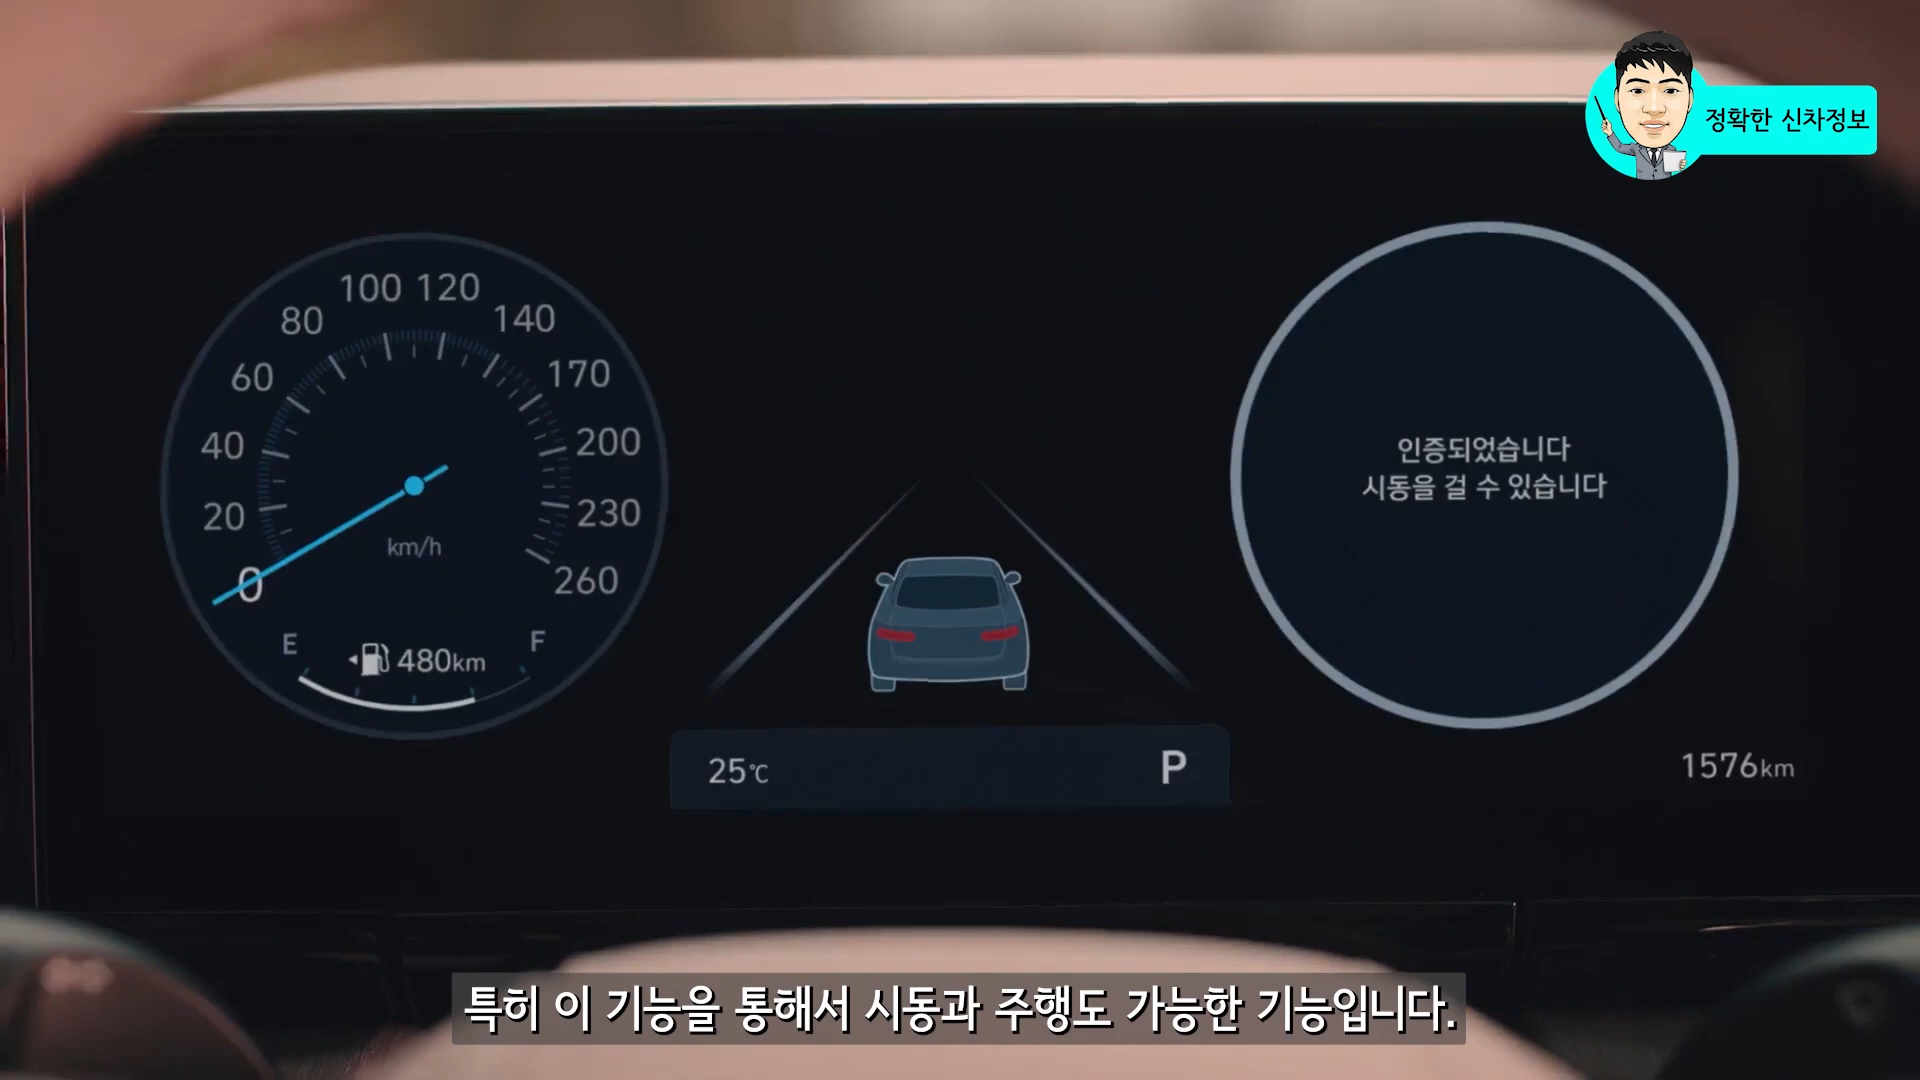 정확한 신차정보
100 120
80
140
60
170
40
200
20
230
km/h
0
260
E
F
480km
인증되었습니다
시동을 걸 수 있습니다
25℃
P
1576km
특히 이 기능을 통해서 시동과 주행도 가능한 기능입니다.